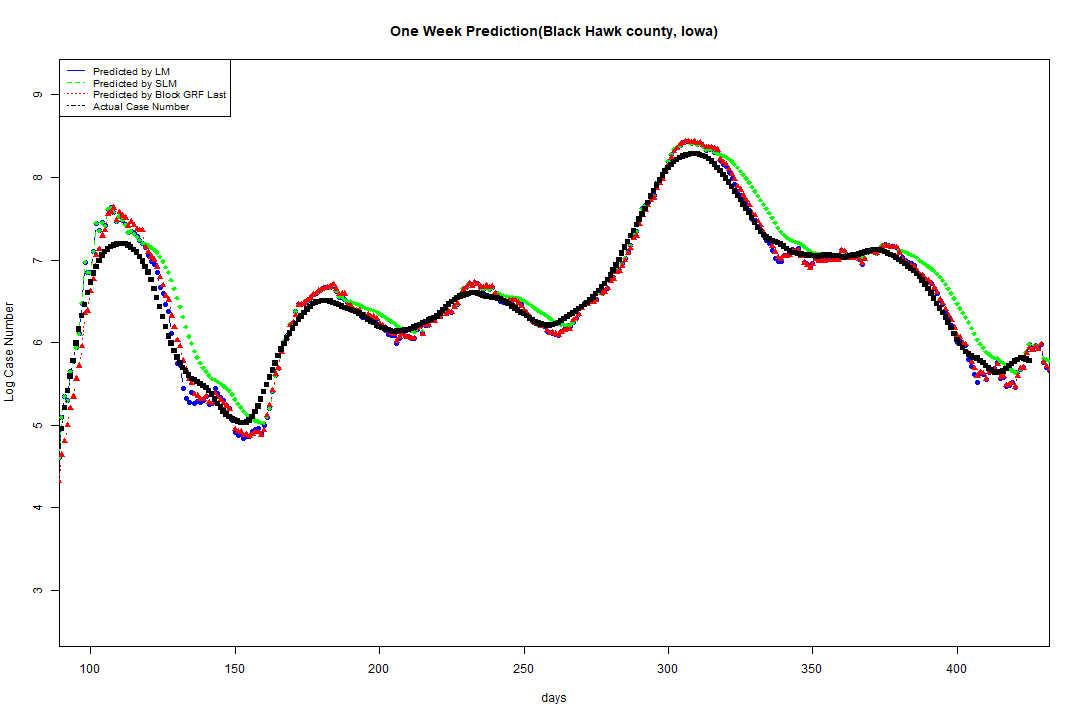 One Week Prediction(Black Hawk county, Iowa)
Predicted by LM
Predicted by SLM
Predicted by Block GRF Last
Actual Case Number
9
8
7
6
5
4
3
Log Case Number
100 150 200 250 300 350 400
days